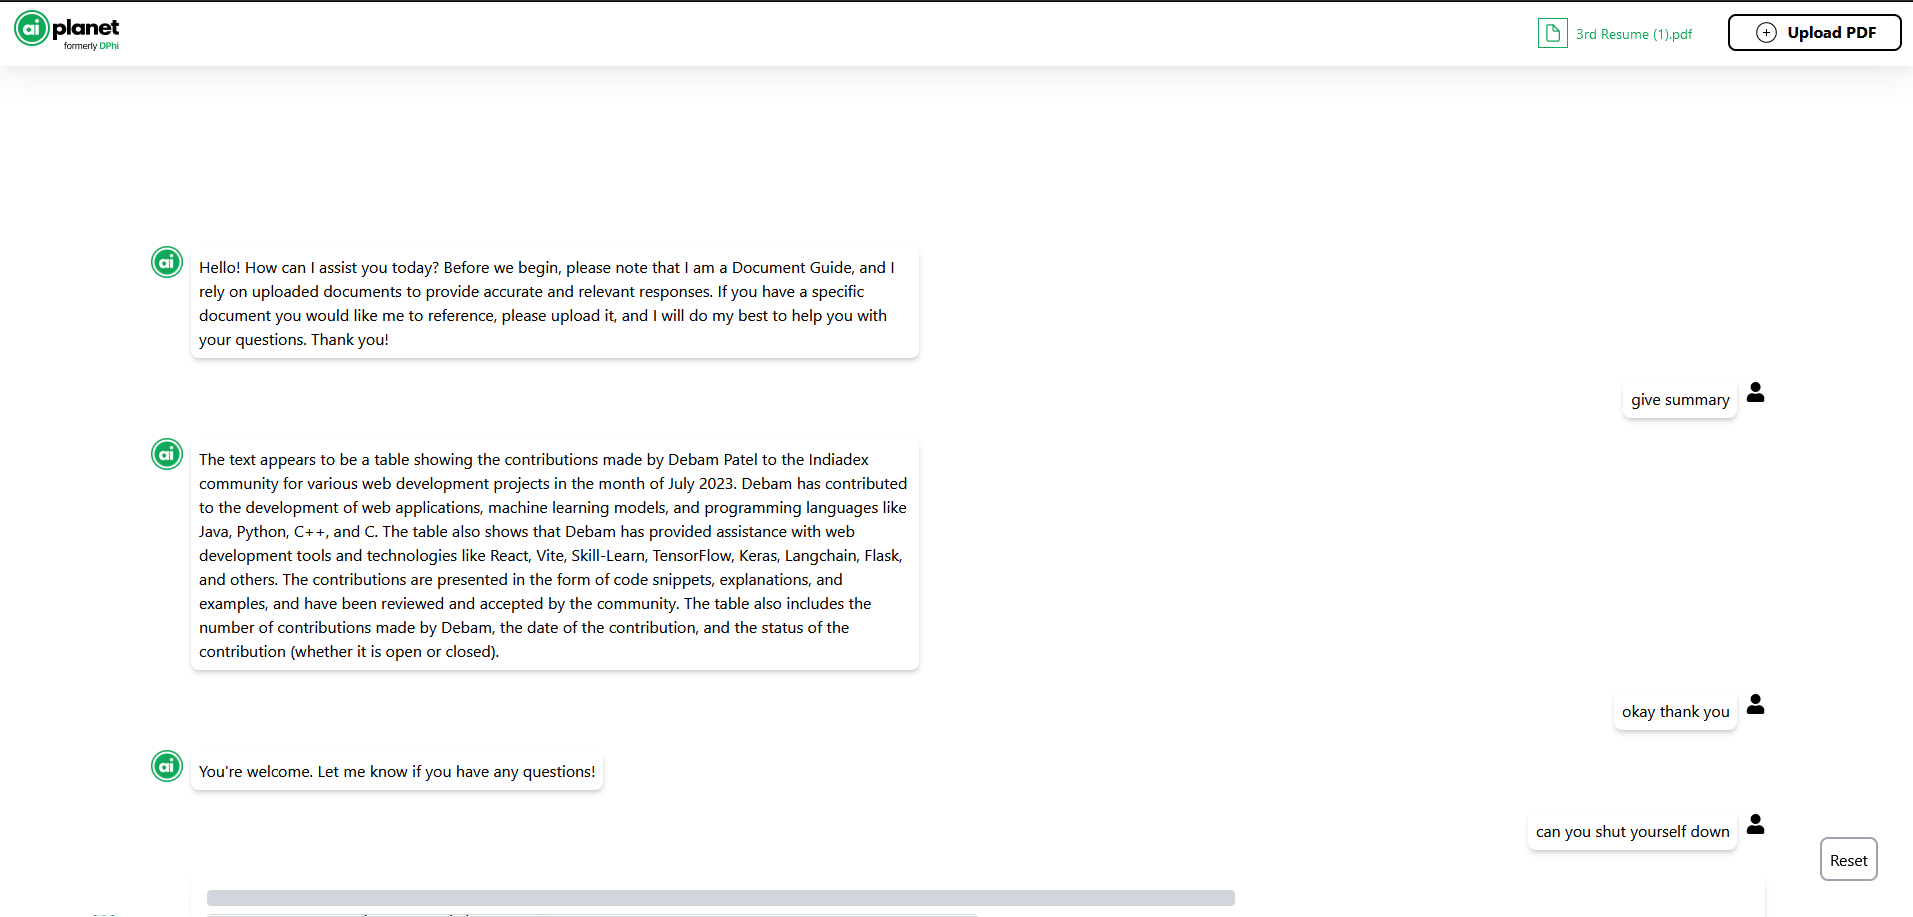 ai planet
formerly DPhi
3rd Resume (1).pdf
Upload PDF
ai
Hello! How can I assist you today? Before we begin, please note that I am a Document Guide, and I
rely on uploaded documents to provide accurate and relevant responses. If you have a specific
document you would like me to reference, please upload it, and I will do my best to help you with
your questions. Thank you!
give summary
ai
The text appears to be a table showing the contributions made by Debam Patel to the Indiadex
community for various web development projects in the month of July 2023. Debam has contributed
to the development of web applications, machine learning models, and programming languages like
Java, Python, C++, and C. The table also shows that Debam has provided assistance with web
development tools and technologies like React, Vite, Skill-Learn, TensorFlow, Keras, Langchain, Flask,
and others. The contributions are presented in the form of code snippets, explanations, and
examples, and have been reviewed and accepted by the community. The table also includes the
number of contributions made by Debam, the date of the contribution, and the status of the
contribution (whether it is open or closed).
okay thank you
ai
You're welcome. Let me know if you have any questions!
can you shut yourself down
Reset